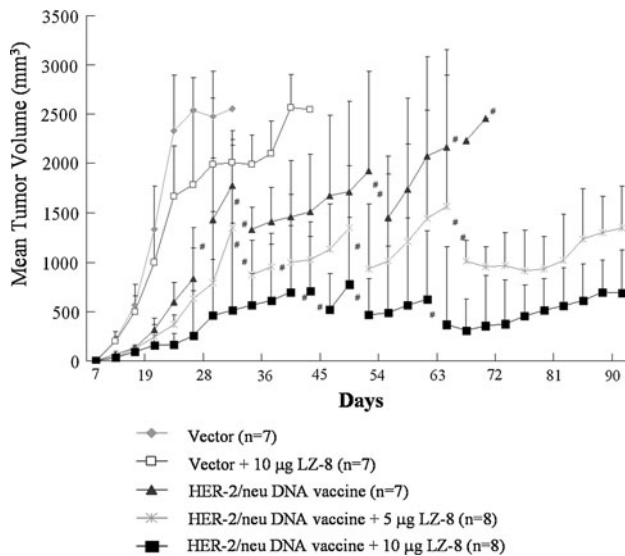 Mean Tumor Volume (mm³)
3500
3000
2500
2000
1500
1000
500
0
7 19 28 36 45 54 63 72 81 90
Days
# # # # # # # # # # # # # # # #
Vector (n=7)
Vector + 10 µg LZ-8 (n=7)
HER-2/neu DNA vaccine (n=7)
HER-2/neu DNA vaccine + 5 µg LZ-8 (n=8)
HER-2/neu DNA vaccine + 10 µg LZ-8 (n=8)